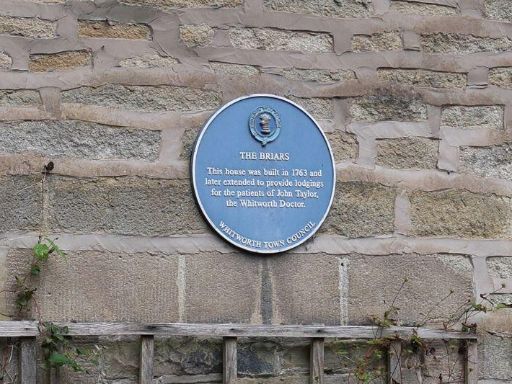 THE BRIARS
This house was built in 1763 and
later extended to provide lodgings
for the patients of John Taylor,
the Whitworth Doctor.
WHITWORTH TOWN COUNCIL